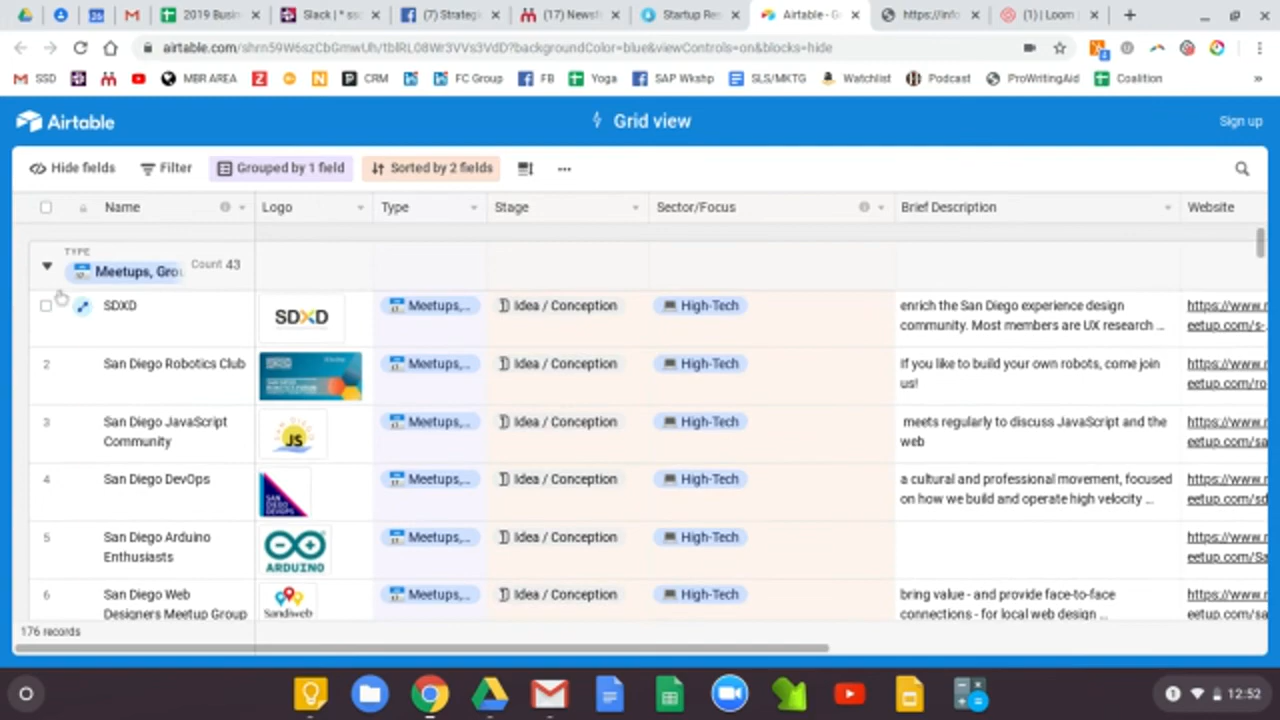 2019 Busin
Slack | * ssc
(7) Strategi
(17) Newsf
Startup Res
Airtable - G
https://info
(1) | Loom
airtable.com/shrn59W6szCbGmwUh/tblRL08Wr3VVs3VdD?backgroundColor=blue&viewControls=on&blocks=hide
SSD
MBR AREA
CRM
FC Group
FB
Yoga
SAP Wkshp
SLS/MKTG
Watchlist
Podcast
ProWritingAid
Coalition
»
Airtable
Grid view
Sign up
Hide fields
Filter
Grouped by 1 field
Sorted by 2 fields
Name
Logo
Type
Stage
Sector/Focus
Brief Description
Website
TYPE
Meetups, Grou
Count 43
SDXD
SDXD
Meetups,...
Idea / Conception
High-Tech
enrich the San Diego experience design
community. Most members are UX research ...
https://www.m
eetup.com/s-
2
San Diego Robotics Club
Meetups,...
Idea / Conception
High-Tech
If you like to build your own robots, come join
us!
https://www.m
eetup.com/ro
3
San Diego JavaScript
Community
JS
Meetups,...
Idea / Conception
High-Tech
meets regularly to discuss JavaScript and the
web
https://www.m
eetup.com/sa
4
San Diego DevOps
SAN
DIEGO
DEVOPS
Meetups,...
Idea / Conception
High-Tech
a cultural and professional movement, focused
on how we build and operate high velocity ...
https://www.m
eetup.com/sd
5
San Diego Arduino
Enthusiasts
ARDUINO
Meetups,...
Idea / Conception
High-Tech
https://www.m
eetup.com/Sa
6
San Diego Web
Designers Meetup Group
Sandiweb
Meetups,...
Idea / Conception
High-Tech
bring value - and provide face-to-face
connections - for local web design ...
https://www.m
eetup.com/sa
176 records
1
12:52